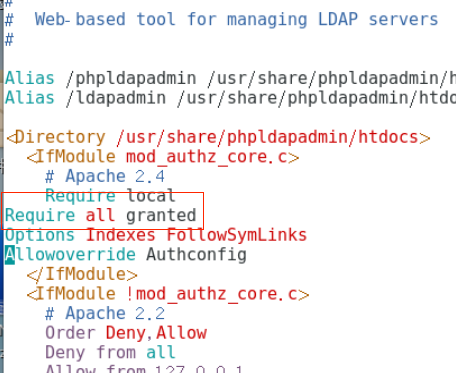 #
#  Web-based tool for managing LDAP servers
#
Alias /phpldapadmin /usr/share/phpldapadmin/h
Alias /ldapadmin /usr/share/phpldapadmin/htdo
<Directory /usr/share/phpldapadmin/htdocs>
  <IfModule mod_authz_core.c>
    # Apache 2.4
    Require local
Require all granted
Options Indexes FollowSymLinks
Allowoverride Authconfig
  </IfModule>
  <IfModule !mod_authz_core.c>
    # Apache 2.2
    Order Deny,Allow
    Deny from all
    Allow from 127.0.0.1